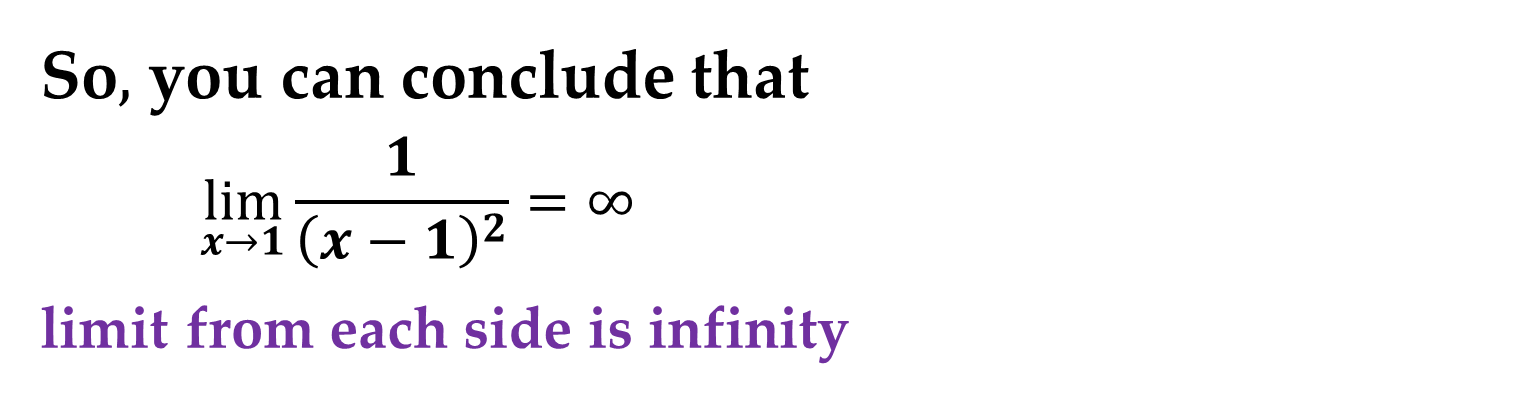 So, you can conclude that
lim x→1 1/(x − 1)² = ∞
limit from each side is infinity